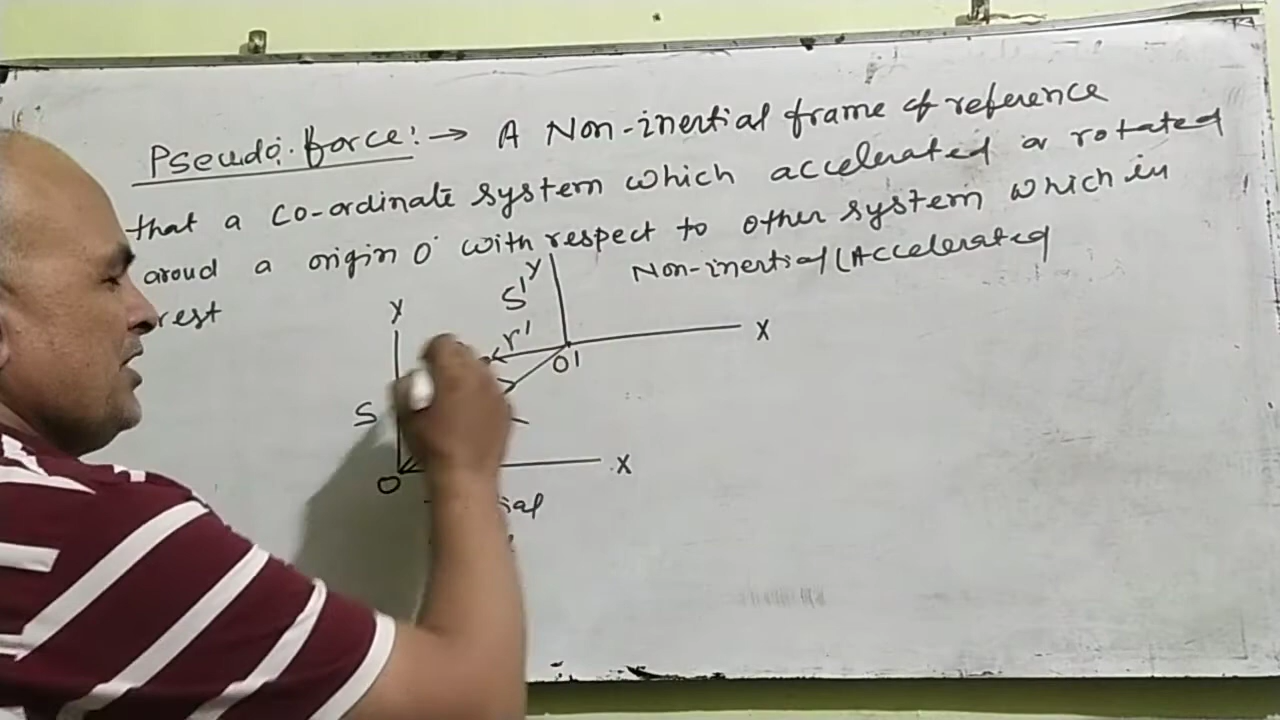 Pseudo force:→ A Non-inertial frame of reference
that a co-ordinate system which accelerated or rotated
aroud a origin O with respect to other system which in
rest
Non-inertial (Accelerated
Y
S'
Y
r'
O'
X
S
O
X